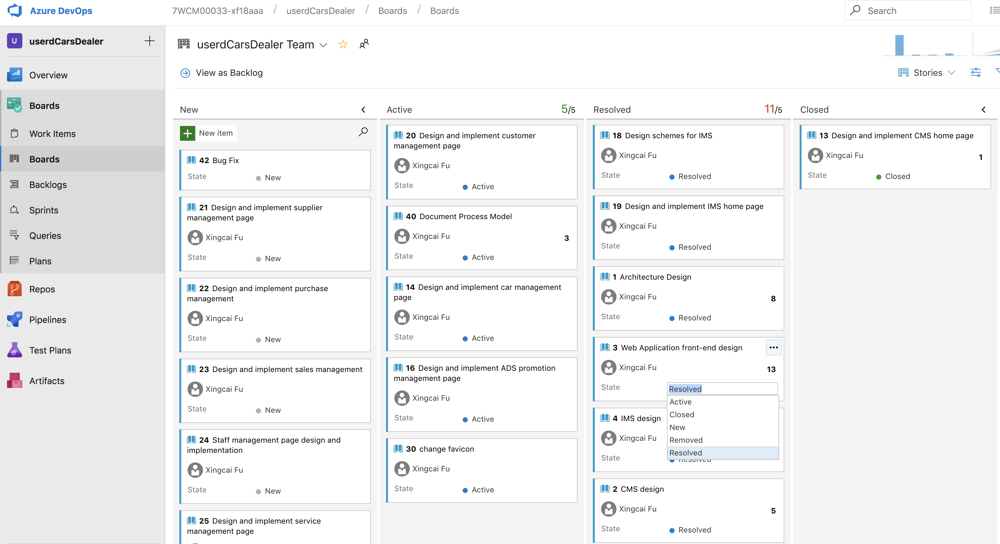 Azure DevOps
7WCM00033-xf18aaa / userdCarsDealer / Boards / Boards
Search
U userdCarsDealer
Overview
Boards
Work Items
Boards
Backlogs
Sprints
Queries
Plans
Repos
Pipelines
Test Plans
Artifacts
userdCarsDealer Team
View as Backlog
Stories
New
New item
42 Bug Fix
State New
21 Design and implement supplier
management page
Xingcai Fu
State New
22 Design and implement purchase
management
Xingcai Fu
State New
23 Design and implement sales management
Xingcai Fu
State New
24 Staff management page design and
implementation
Xingcai Fu
State New
25 Design and implement service
management page
Active 5/5
20 Design and implement customer
management page
Xingcai Fu
State Active
40 Document Process Model
Xingcai Fu 3
State Active
14 Design and implement car management
page
Xingcai Fu
State Active
16 Design and implement ADS promotion
management page
Xingcai Fu
State Active
30 change favicon
Xingcai Fu
State Active
Resolved 11/5
18 Design schemes for IMS
Xingcai Fu
State Resolved
19 Design and implement IMS home page
Xingcai Fu
State Resolved
1 Architecture Design
Xingcai Fu 8
State Resolved
3 Web Application front-end design
Xingcai Fu 13
State Resolved
Active
Closed
New
Removed
Resolved
4 IMS design
Xingcai Fu
State Resolved
2 CMS design
Xingcai Fu 5
State Resolved
Closed
13 Design and implement CMS home page
Xingcai Fu 1
State Closed